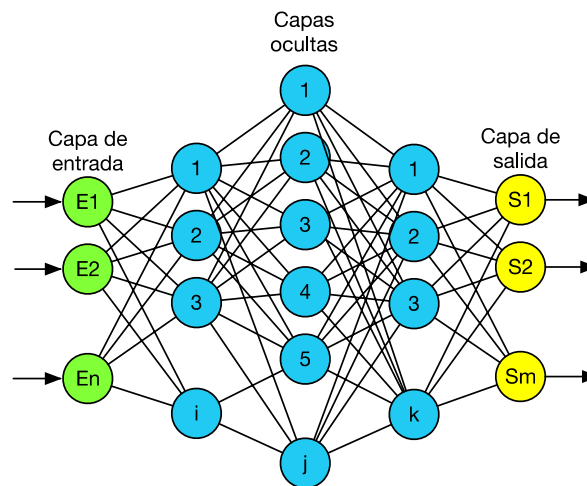 Capas
ocultas
Capa de
entrada
Capa de
salida
E1
E2
En
1
2
3
i
1
2
3
4
5
j
1
2
3
k
S1
S2
Sm